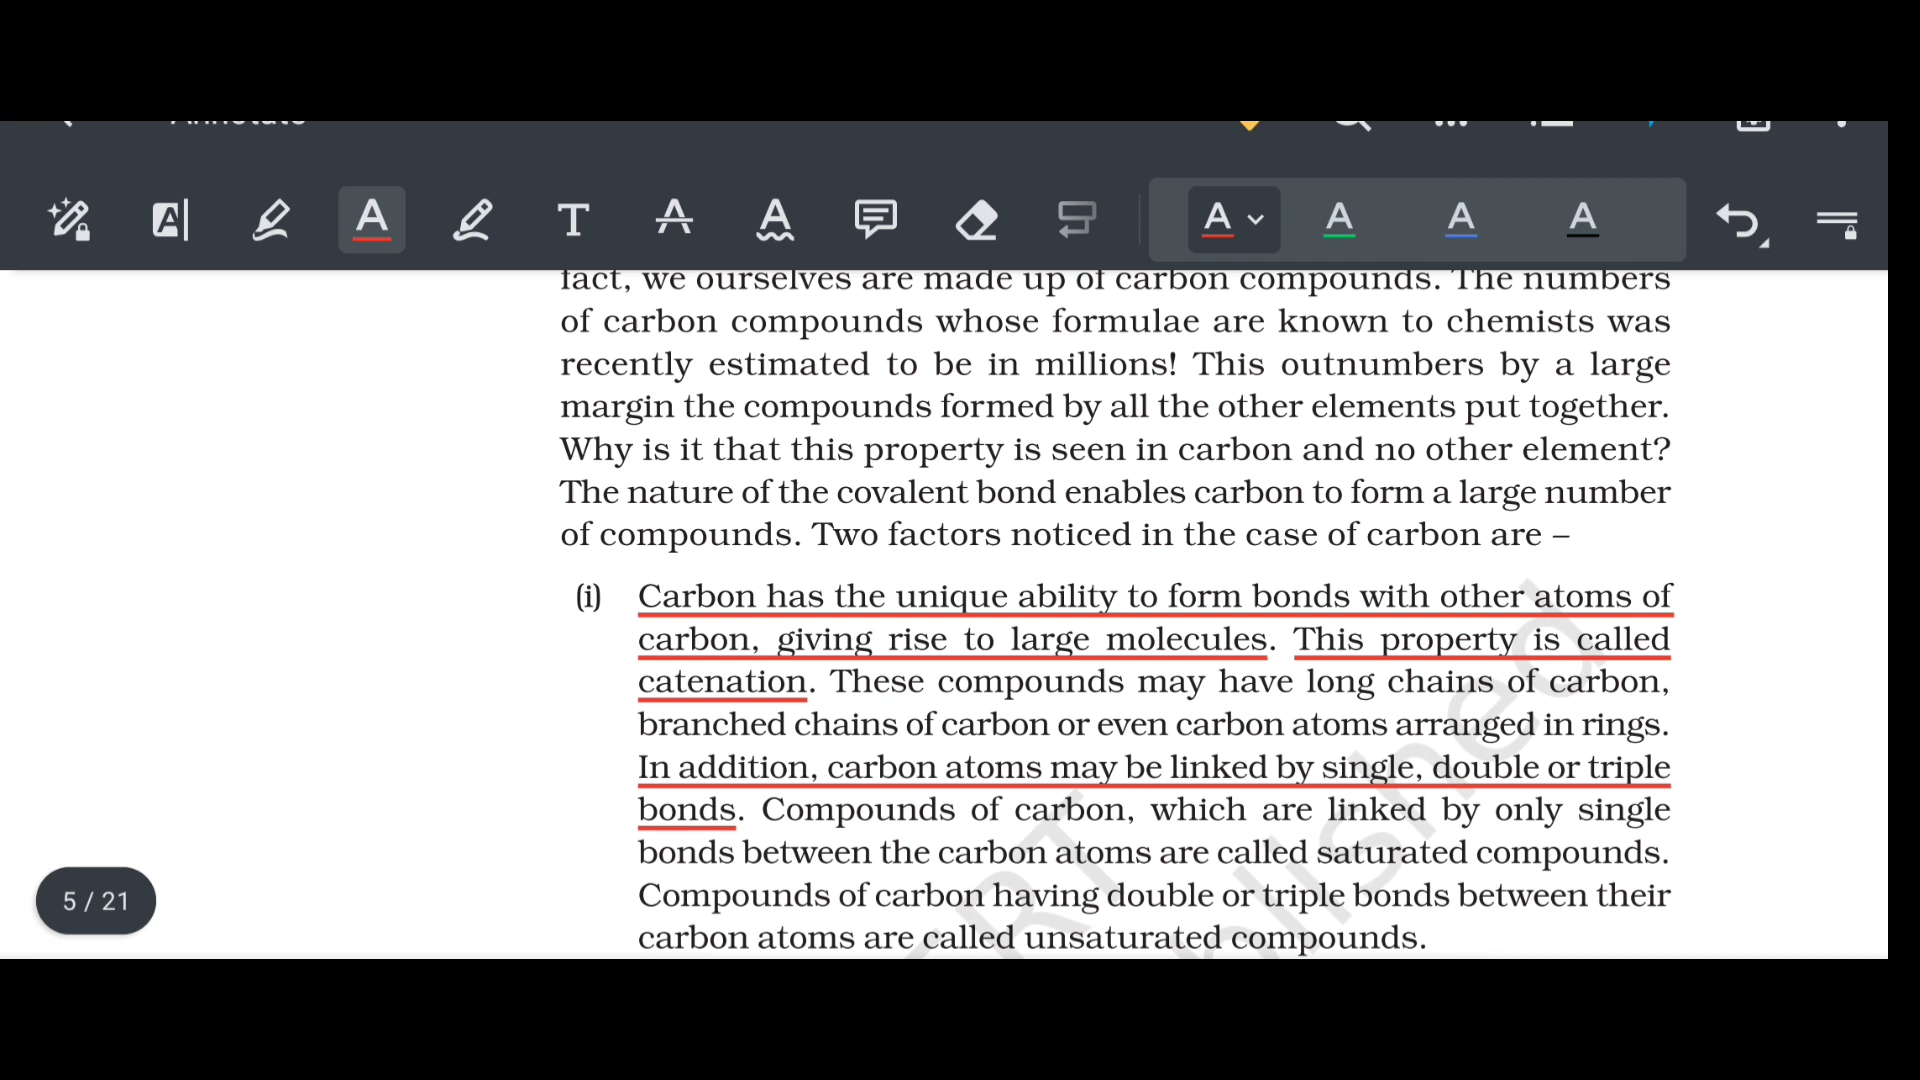 Annotate
fact, we ourselves are made up of carbon compounds. The numbers
of carbon compounds whose formulae are known to chemists was
recently estimated to be in millions! This outnumbers by a large
margin the compounds formed by all the other elements put together.
Why is it that this property is seen in carbon and no other element?
The nature of the covalent bond enables carbon to form a large number
of compounds. Two factors noticed in the case of carbon are –
(i) Carbon has the unique ability to form bonds with other atoms of
carbon, giving rise to large molecules. This property is called
catenation. These compounds may have long chains of carbon,
branched chains of carbon or even carbon atoms arranged in rings.
In addition, carbon atoms may be linked by single, double or triple
bonds. Compounds of carbon, which are linked by only single
bonds between the carbon atoms are called saturated compounds.
Compounds of carbon having double or triple bonds between their
carbon atoms are called unsaturated compounds.
5 / 21